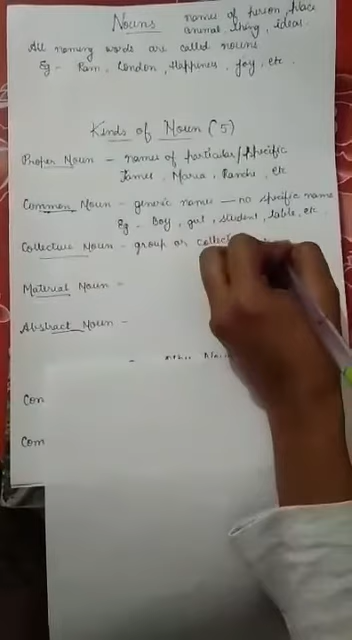 Nouns names of person, place
animal, thing, ideas.
All naming words are called nouns.
Eg - Ram, London, Happiness, Joy, etc.
Kinds of Noun (5)
Proper Noun - names of particular/specific
James, Maria, Ranchi, etc
Common Noun - generic names - no specific name
Eg - Boy, girl, student, table, etc.
Collective Noun - group or collec
Material Noun -
Abstract Noun -
-
Con
Com